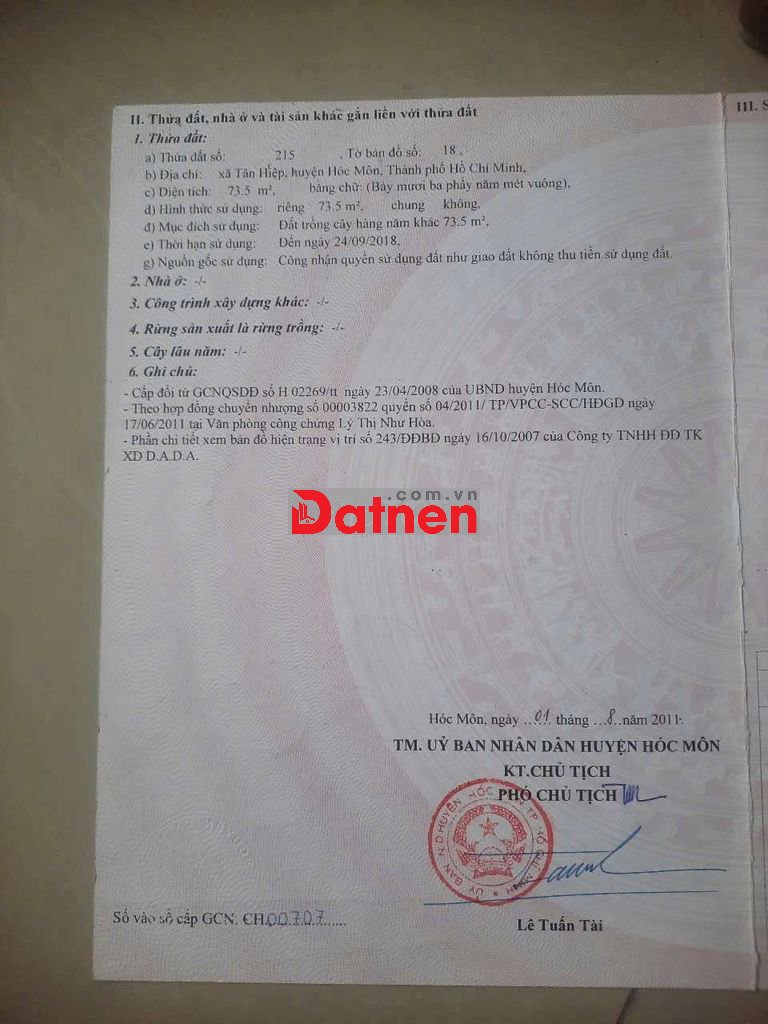 II. Thửa đất, nhà ở và tài sản khác gắn liền với thửa đất
III. S
1. Thửa đất:
a) Thửa đất số: 215 , Tờ bản đồ số: 18 ,
b) Địa chỉ: xã Tân Hiệp, huyện Hóc Môn, Thành phố Hồ Chí Minh,
c) Diện tích: 73.5 m², bằng chữ: (Bảy mươi ba phẩy năm mét vuông),
d) Hình thức sử dụng: riêng 73.5 m², chung không,
đ) Mục đích sử dụng: Đất trồng cây hàng năm khác 73.5 m²,
e) Thời hạn sử dụng: Đến ngày 24/09/2018,
g) Nguồn gốc sử dụng: Công nhận quyền sử dụng đất như giao đất không thu tiền sử dụng đất.
2. Nhà ở: -/-
3. Công trình xây dựng khác: -/-
4. Rừng sản xuất là rừng trồng: -/-
5. Cây lâu năm: -/-
6. Ghi chú:
- Cấp đổi từ GCNQSDĐ số H 02269/tt ngày 23/04/2008 của UBND huyện Hóc Môn.
- Theo hợp đồng chuyển nhượng số 00003822 quyển số 04/2011/ TP/VPCC-SCC/HĐGD ngày
17/06/2011 tại Văn phòng công chứng Lý Thị Như Hòa.
- Phần chi tiết xem bản đồ hiện trạng vị trí số 243/ĐĐBĐ ngày 16/10/2007 của Công ty TNHH ĐĐ TK
XD D.A.D.A.
.com.vn
Datnen
Hóc Môn, ngày ..01. tháng ...8..năm 2011.
TM. UỶ BAN NHÂN DÂN HUYỆN HÓC MÔN
KT.CHỦ TỊCH
PHÓ CHỦ TỊCH
ỦY BAN N.D HUYỆN HÓC MÔN TP HỒ CHÍ MINH
Lê Tuấn Tài
Số vào sổ cấp GCN: CH.00707......